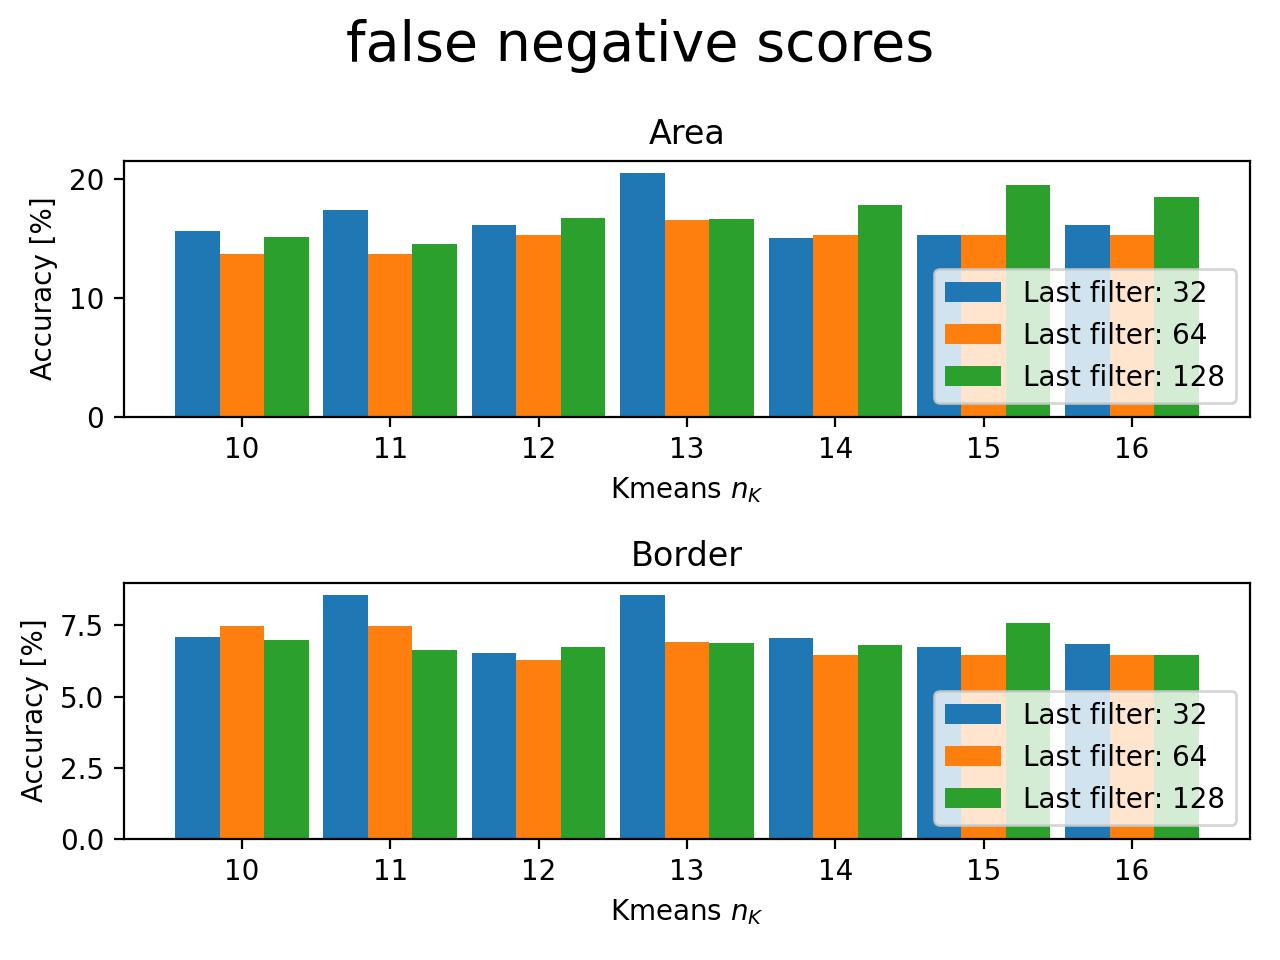 false negative scores
Area
Accuracy [%]
20
10
0
10 11 12 13 14 15 16
Kmeans n_K
Last filter: 32
Last filter: 64
Last filter: 128
Border
Accuracy [%]
7.5
5.0
2.5
0.0
10 11 12 13 14 15 16
Kmeans n_K
Last filter: 32
Last filter: 64
Last filter: 128